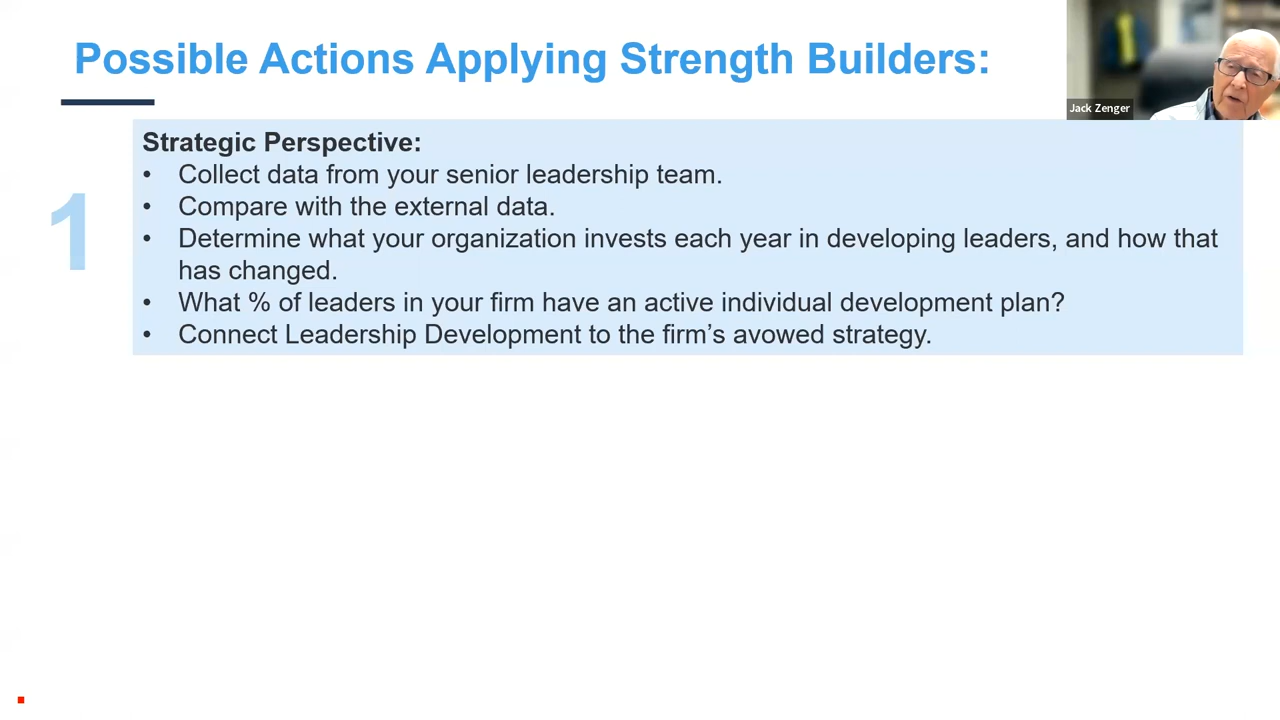 Possible Actions Applying Strength Builders:
Jack Zenger
1
Strategic Perspective:
• Collect data from your senior leadership team.
• Compare with the external data.
• Determine what your organization invests each year in developing leaders, and how that
has changed.
• What % of leaders in your firm have an active individual development plan?
• Connect Leadership Development to the firm’s avowed strategy.